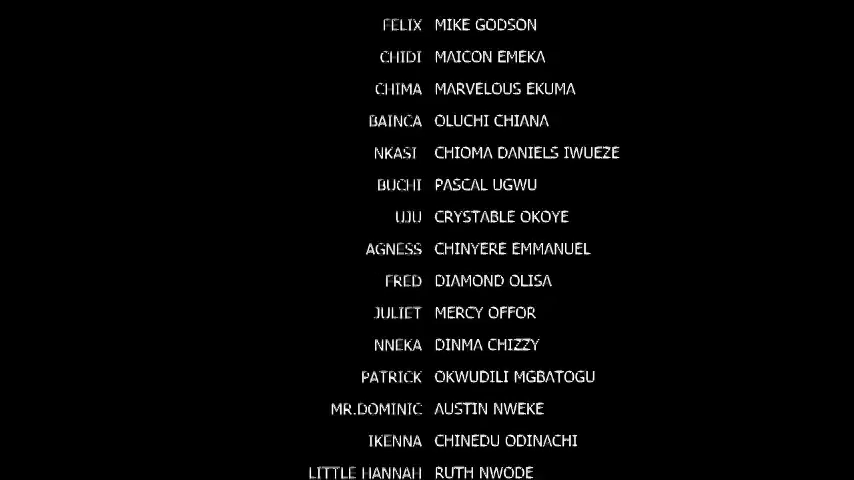 FELIX MIKE GODSON
CHIDI MAICON EMEKA
CHIMA MARVELOUS EKUMA
BAINCA OLUCHI CHIANA
NKASI CHIOMA DANIELS IWUEZE
BUCHI PASCAL UGWU
UJU CRYSTABLE OKOYE
AGNESS CHINYERE EMMANUEL
FRED DIAMOND OLISA
JULIET MERCY OFFOR
NNEKA DINMA CHIZZY
PATRICK OKWUDILI MGBATOGU
MR.DOMINIC AUSTIN NWEKE
IKENNA CHINEDU ODINACHI
LITTLE HANNAH RUTH NWODE